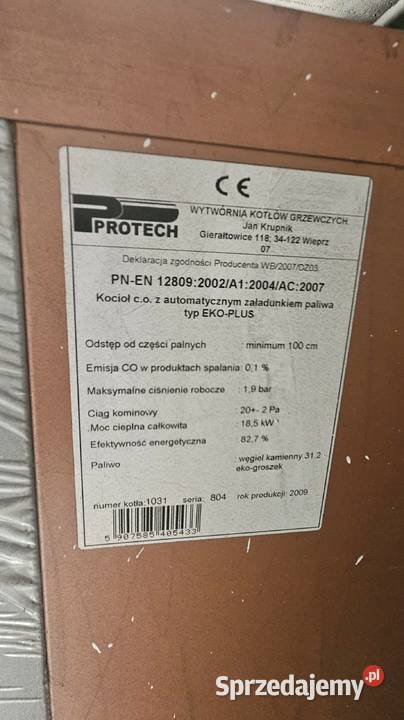 CE
PROTECH
WYTWÓRNIA KOTŁÓW GRZEWCZYCH
Jan Krupnik
Gierałtowice 118; 34-122 Wieprz
07
Deklaracja zgodności Producenta WB/2007/DZ03
PN-EN 12809:2002/A1:2004/AC:2007
Kocioł c.o. z automatycznym załadunkiem paliwa
typ EKO-PLUS
Odstęp od części palnych : minimum 100 cm
Emisja CO w produktach spalania : 0,1 %
Maksymalne ciśnienie robocze : 1,9 bar
Ciąg kominowy : 20+- 2 Pa
Moc cieplna całkowita : 18,5 kW
Efektywność energetyczna : 82,7 %
Paliwo : węgiel kamienny 31.2
eko-groszek
numer kotła: 1031 seria: 804 rok produkcji: 2009
5 907585 405433
Sprzedajemy.pl